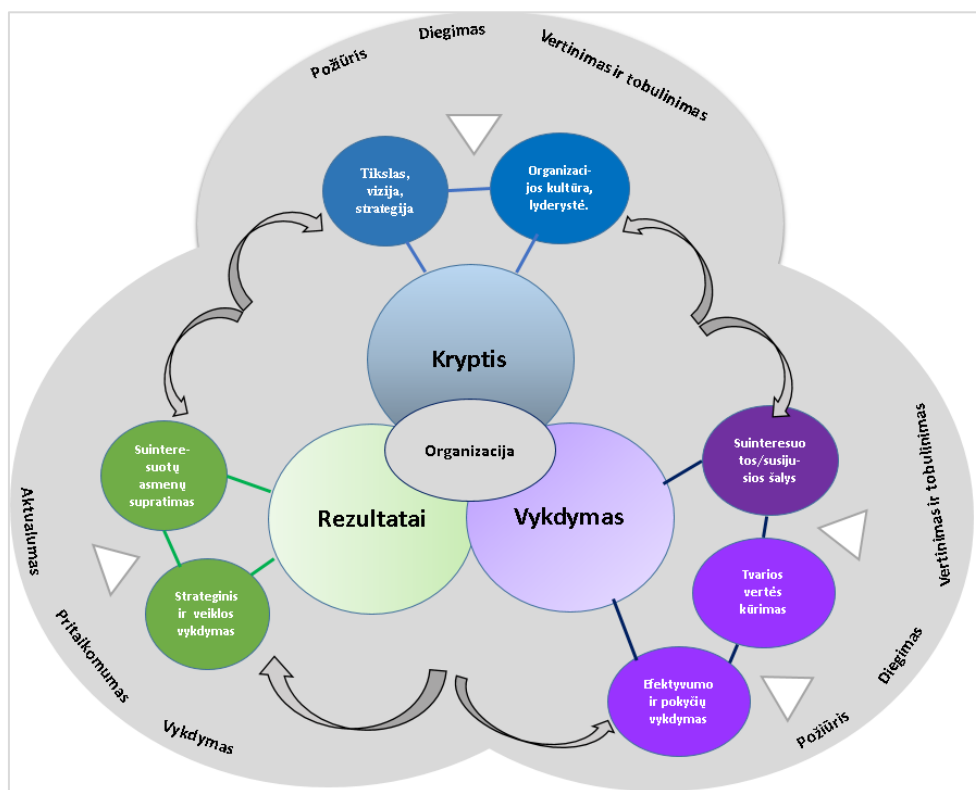 Požiūris
Diegimas
Vertinimas ir tobulinimas
Tikslas,
vizija,
strategija
Organizaci-
jos kultūra,
lyderystė.
Kryptis
Organizacija
Rezultatai
Vykdymas
Suintere-
suotų
asmenų
supratimas
Strateginis
ir veiklos
vykdymas
Aktualumas
Pritaikomumas
Vykdymas
Suinteresuo
tos/susiju-
sios šalys
Tvarios
vertės
kūrimas
Efektyvumo
ir pokyčių
vykdymas
Vertinimas ir tobulinimas
Diegimas
Požiūris